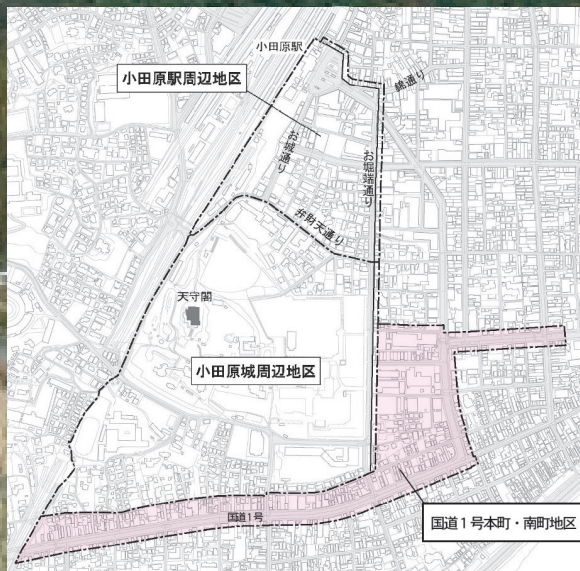 小田原駅
小田原駅周辺地区
錦通り
お城通り
お堀端通り
弁財天通り
天守閣
小田原城周辺地区
国道1号
国道1号本町・南町地区